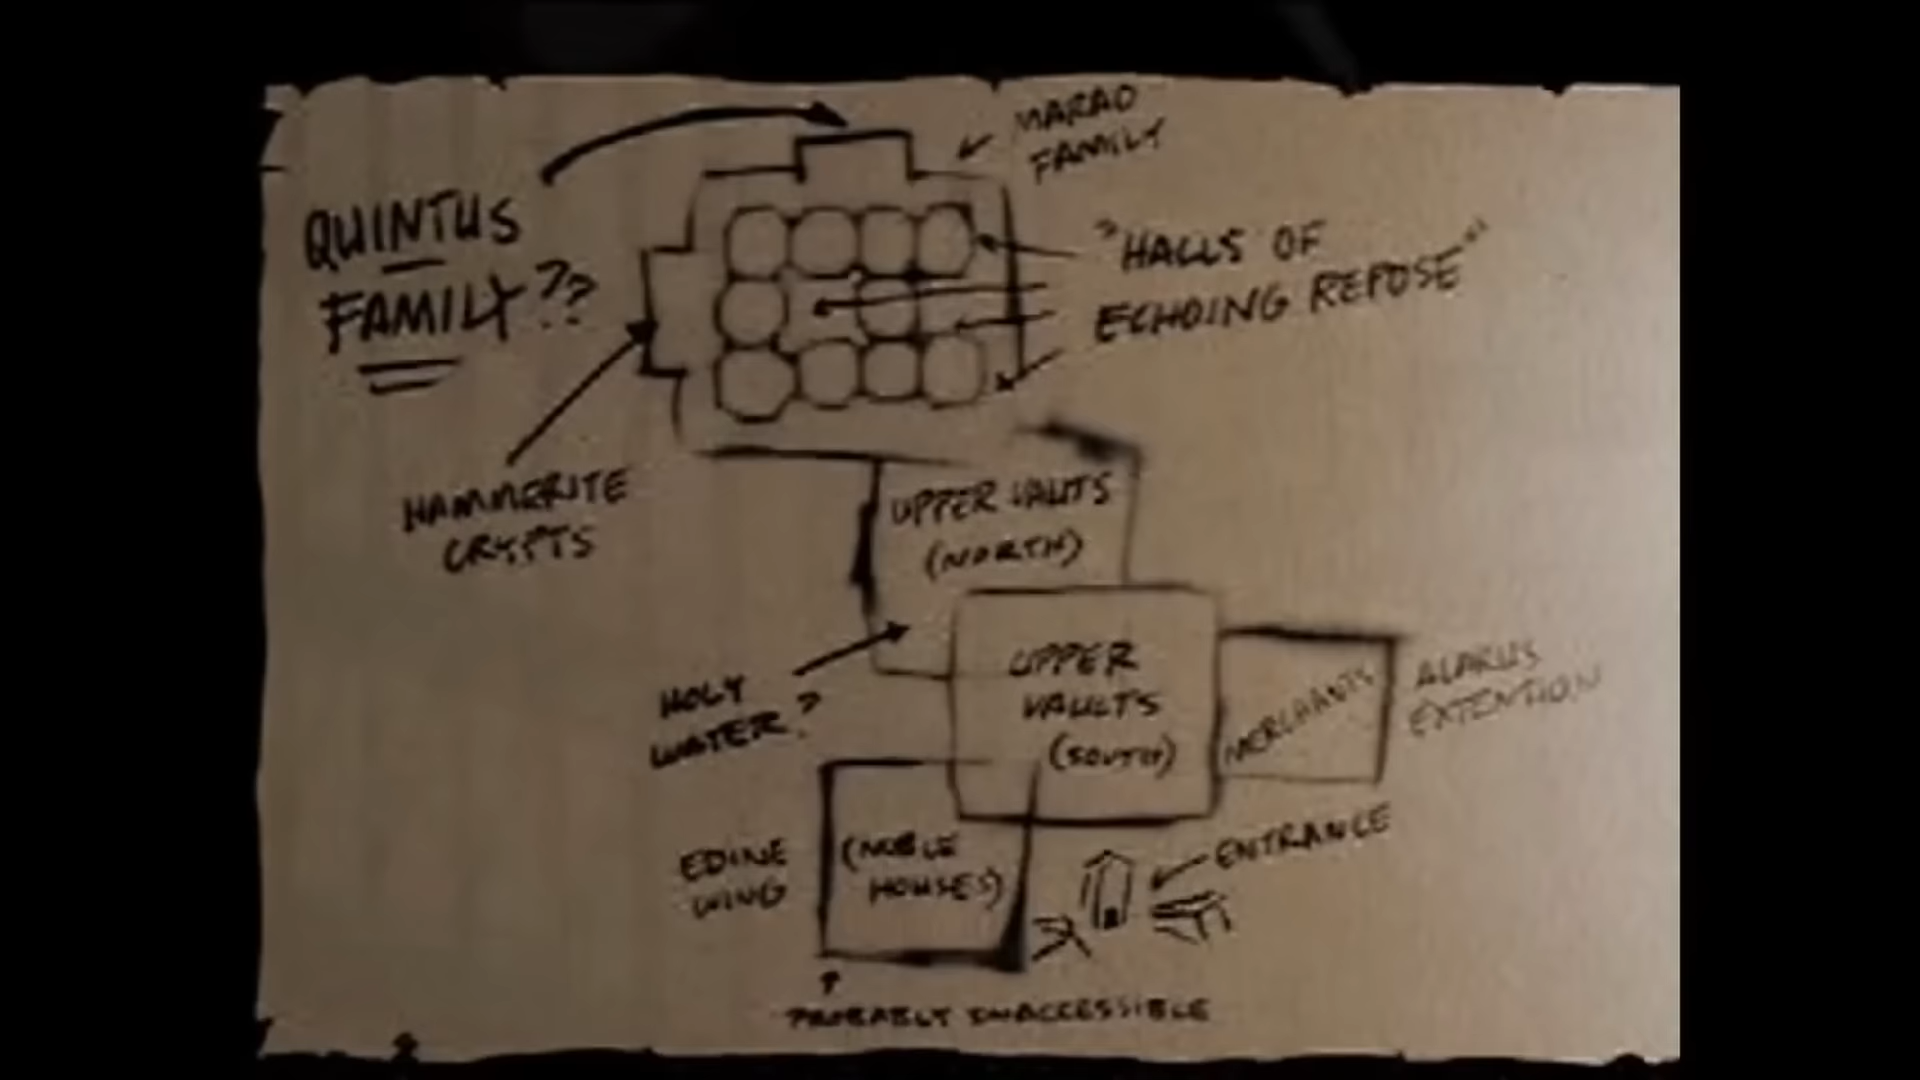 MARAO
FAMILY
QUINTUS
FAMILY??
"HALLS OF
ECHOING REPOSE"
HAMMERITE
CRYPTS
UPPER VAULTS
(NORTH)
HOLY
WATER?
UPPER
VAULTS
(SOUTH)
MERCHANTS
ALARUS
EXTENTION
EDINE
WING
(NOBLE
HOUSES)
ENTRANCE
?
PROBABLY INACCESSIBLE